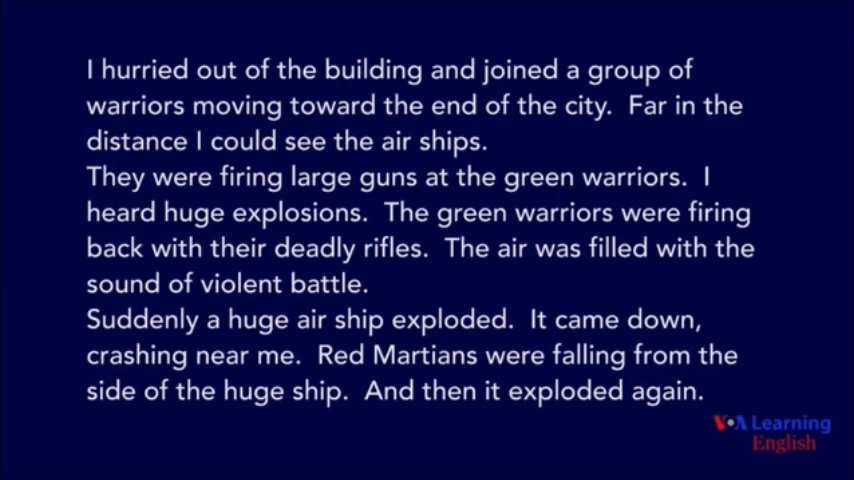 I hurried out of the building and joined a group of
warriors moving toward the end of the city.  Far in the
distance I could see the air ships.
They were firing large guns at the green warriors.  I
heard huge explosions.  The green warriors were firing
back with their deadly rifles.  The air was filled with the
sound of violent battle.
Suddenly a huge air ship exploded.  It came down,
crashing near me.  Red Martians were falling from the
side of the huge ship.  And then it exploded again.
VOA Learning
English